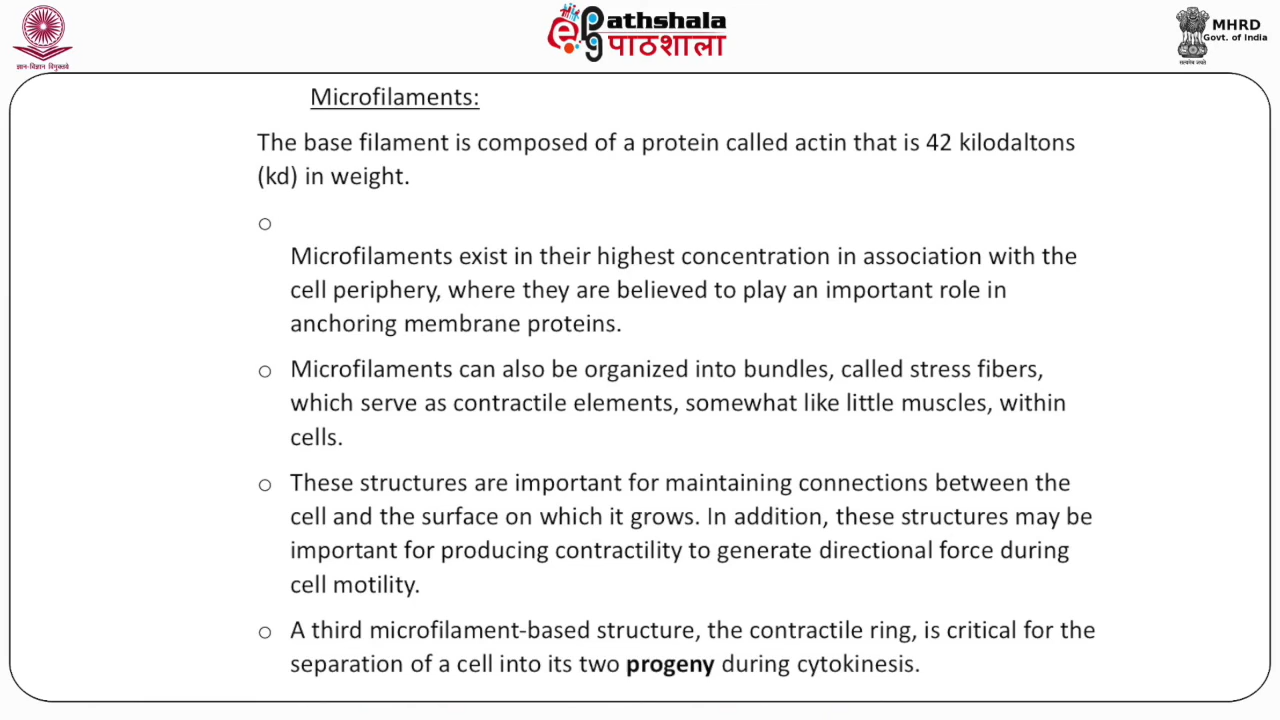 ज्ञान-विज्ञान विमुक्तये
ePG Pathshala
पाठशाला
MHRD
Govt. of India
सत्यमेव जयते
Microfilaments:
The base filament is composed of a protein called actin that is 42 kilodaltons
(kd) in weight.
○
Microfilaments exist in their highest concentration in association with the
cell periphery, where they are believed to play an important role in
anchoring membrane proteins.
○ Microfilaments can also be organized into bundles, called stress fibers,
which serve as contractile elements, somewhat like little muscles, within
cells.
○ These structures are important for maintaining connections between the
cell and the surface on which it grows. In addition, these structures may be
important for producing contractility to generate directional force during
cell motility.
○ A third microfilament-based structure, the contractile ring, is critical for the
separation of a cell into its two progeny during cytokinesis.